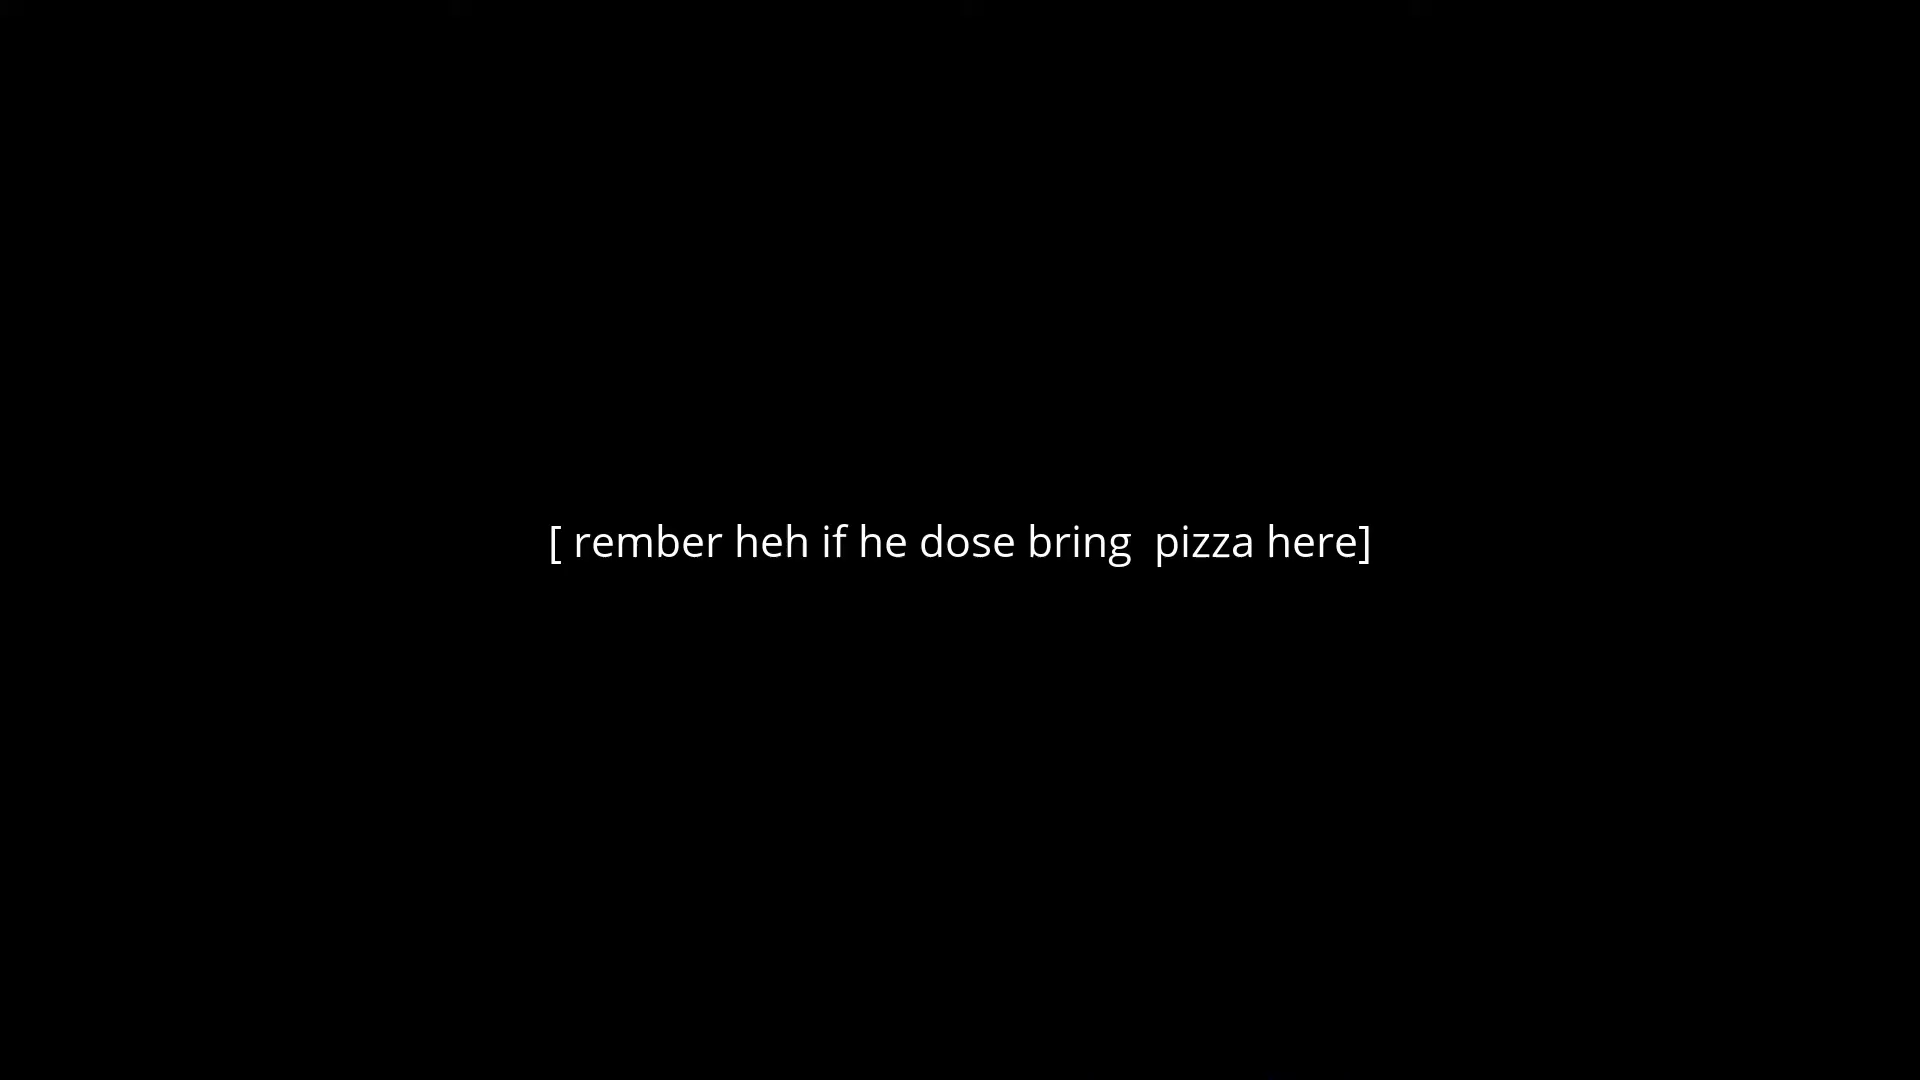 [ rember heh if he dose bring  pizza here]